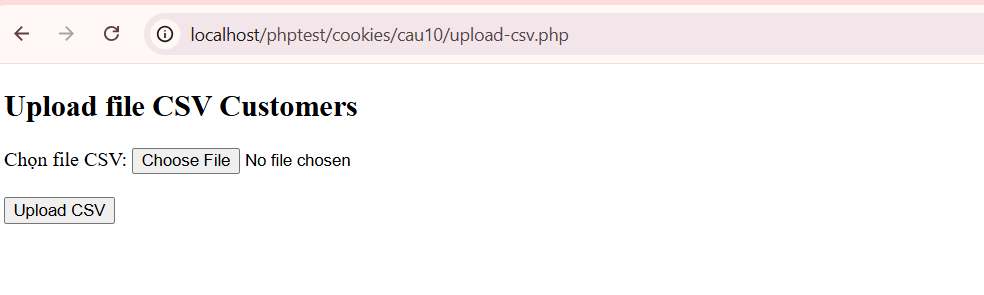 localhost/phptest/cookies/cau10/upload-csv.php
Upload file CSV Customers
Chọn file CSV: Choose File No file chosen
Upload CSV